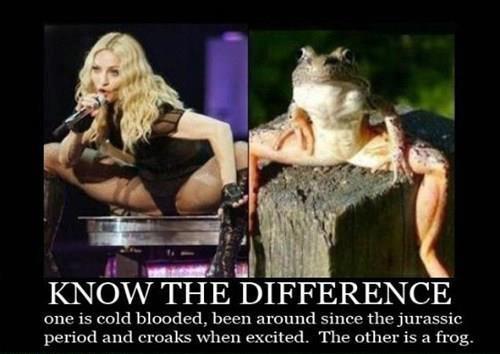 KNOW THE DIFFERENCE
one is cold blooded, been around since the jurassic
period and croaks when excited.  The other is a frog.